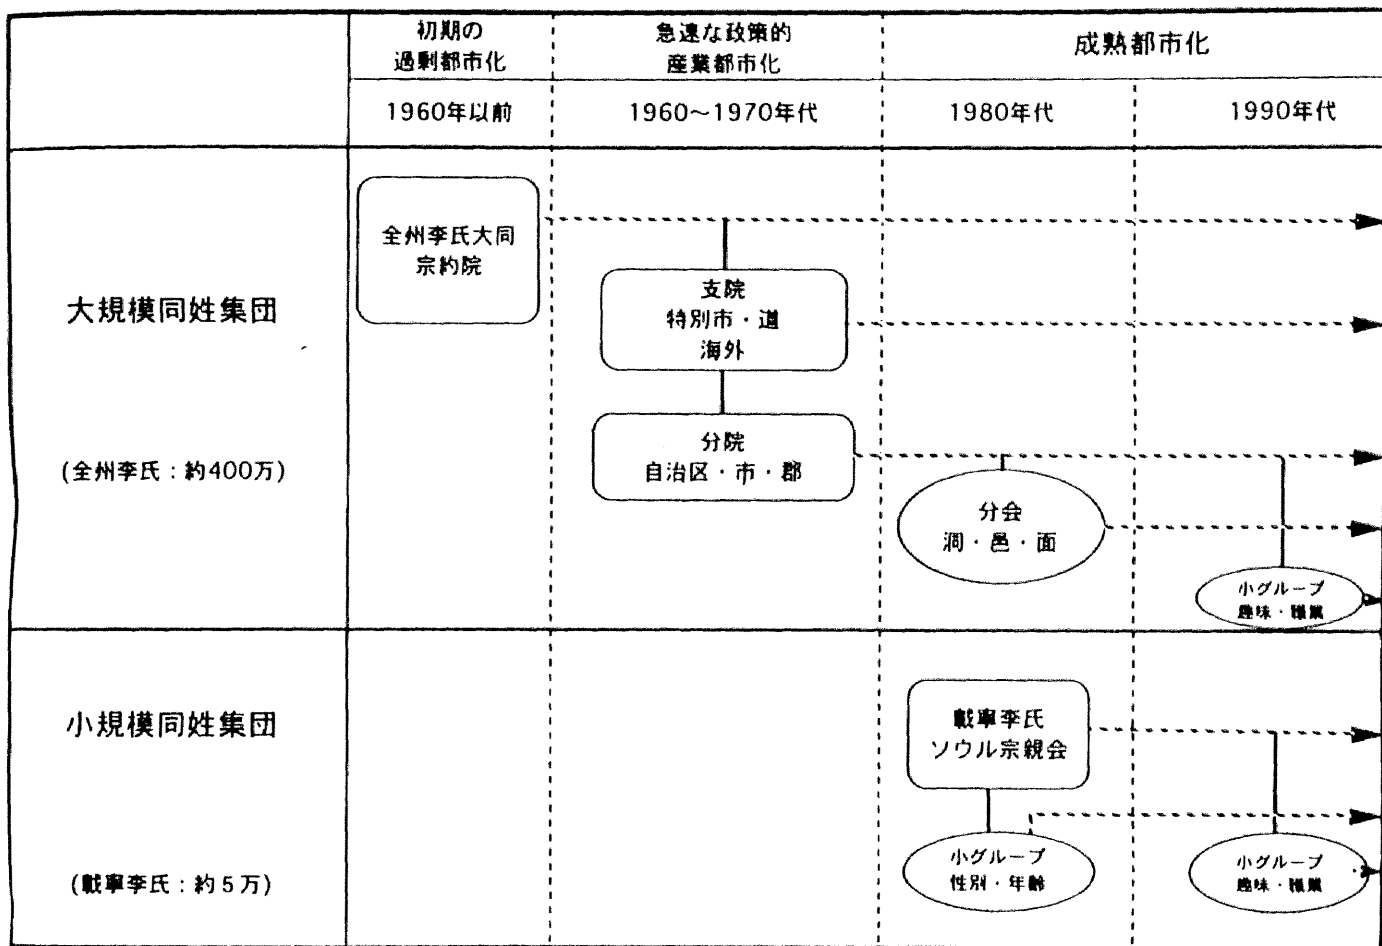 初期の
過剰都市化
急速な政策的
産業都市化
成熟都市化
1960年以前
1960～1970年代
1980年代
1990年代
大規模同姓集団
(全州李氏：約400万)
全州李氏大同
宗約院
支院
特別市・道
海外
分院
自治区・市・郡
分会
洞・邑・面
小グループ
趣味・職業
小規模同姓集団
(載寧李氏：約５万)
載寧李氏
ソウル宗親会
小グループ
性別・年齢
小グループ
趣味・職業